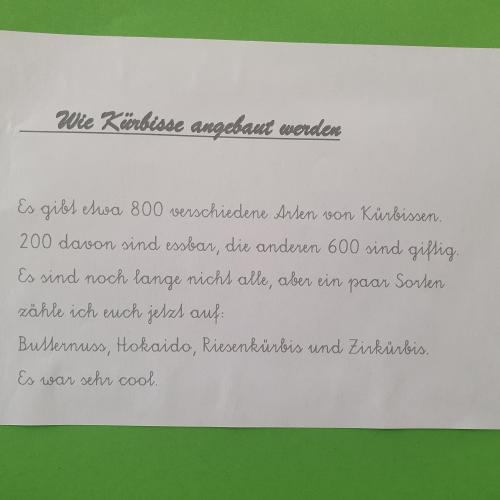 Wie Kürbisse angebaut werden
Es gibt etwa 800 verschiedene Arten von Kürbissen.
200 davon sind essbar, die anderen 600 sind giftig.
Es sind noch lange nicht alle, aber ein paar Sorten
zähle ich euch jetzt auf:
Butternuss, Hokaido, Riesenkürbis und Zirkürbis.
Es war sehr cool.